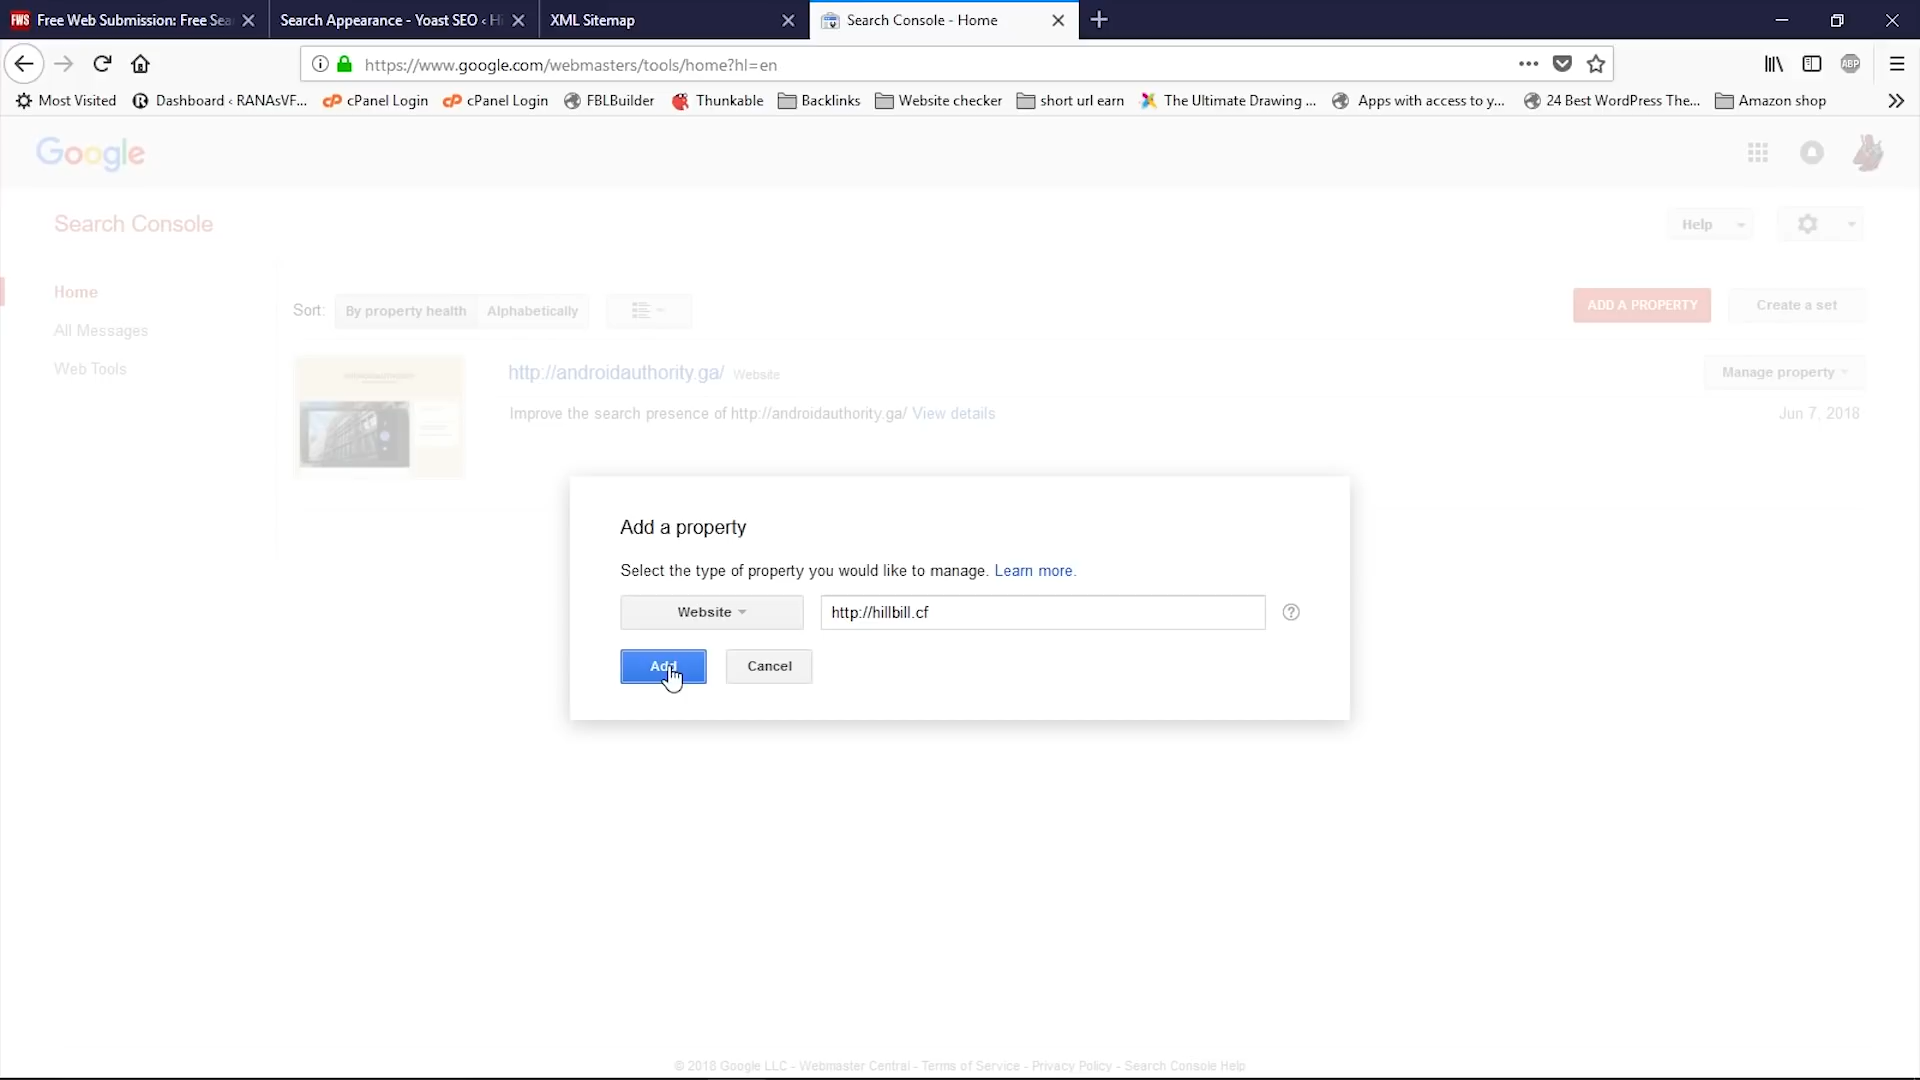 FWS Free Web Submission: Free Sea
Search Appearance - Yoast SEO ‹ Hi
XML Sitemap
Search Console - Home
https://www.google.com/webmasters/tools/home?hl=en
ABP
Most Visited
Dashboard ‹ RANAsVF...
cPanel Login
cPanel Login
FBLBuilder
Thunkable
Backlinks
Website checker
short url earn
The Ultimate Drawing ...
Apps with access to y...
24 Best WordPress The...
Amazon shop
Google
Search Console
Help
Home
All Messages
Web Tools
Sort:
By property health
Alphabetically
ADD A PROPERTY
Create a set
http://androidauthority.ga/ Website
Manage property
Improve the search presence of http://androidauthority.ga/ View details
Jun 7, 2018
Add a property
Select the type of property you would like to manage. Learn more.
Website
http://hillbill.cf
Add
Cancel
© 2018 Google LLC - Webmaster Central - Terms of Service - Privacy Policy - Search Console Help